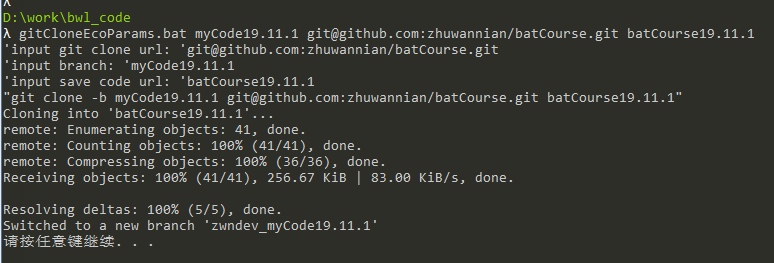 λ
D:\work\bwl_code
λ gitCloneEcoParams.bat myCode19.11.1 git@github.com:zhuwannian/batCourse.git batCourse19.11.1
'input git clone url: 'git@github.com:zhuwannian/batCourse.git
'input branch: 'myCode19.11.1
'input save code url: 'batCourse19.11.1
"git clone -b myCode19.11.1 git@github.com:zhuwannian/batCourse.git batCourse19.11.1"
Cloning into 'batCourse19.11.1'...
remote: Enumerating objects: 41, done.
remote: Counting objects: 100% (41/41), done.
remote: Compressing objects: 100% (36/36), done.
Receiving objects: 100% (41/41), 256.67 KiB | 83.00 KiB/s, done.
Resolving deltas: 100% (5/5), done.
Switched to a new branch 'zwndev_myCode19.11.1'
请按任意键继续. . .